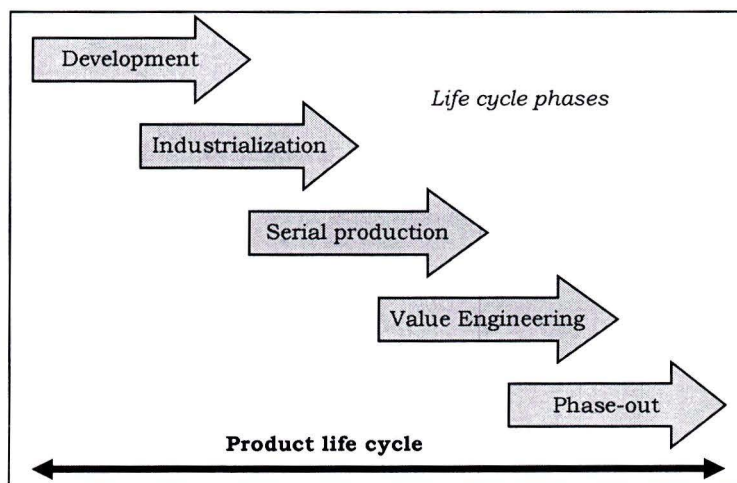 Development
Life cycle phases
Industrialization
Serial production
Value Engineering
Phase-out
Product life cycle